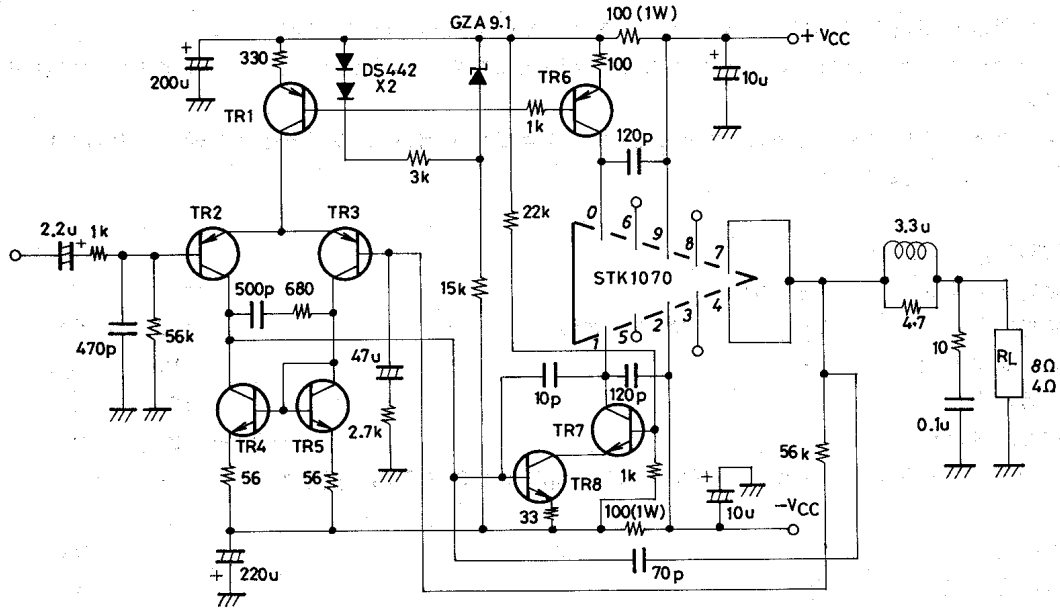 GZA 9.1
100 (1W)
+ VCC
+
330
DS442
X2
100
+
10u
200u
TR6
TR1
1k
120p
3k
TR2
TR3
22k
0
6
9
8
7
3.3u
2.2u
+
1k
STK1070
500p
680
15k
4.7
470p
56k
1
5
2
3
4
47u
10
RL
8Ω
4Ω
10p
120p
0.1u
TR4
TR5
2.7k
TR7
56k
56
56
TR8
1k
+
10u
33
100(1W)
-VCC
+
220u
70p